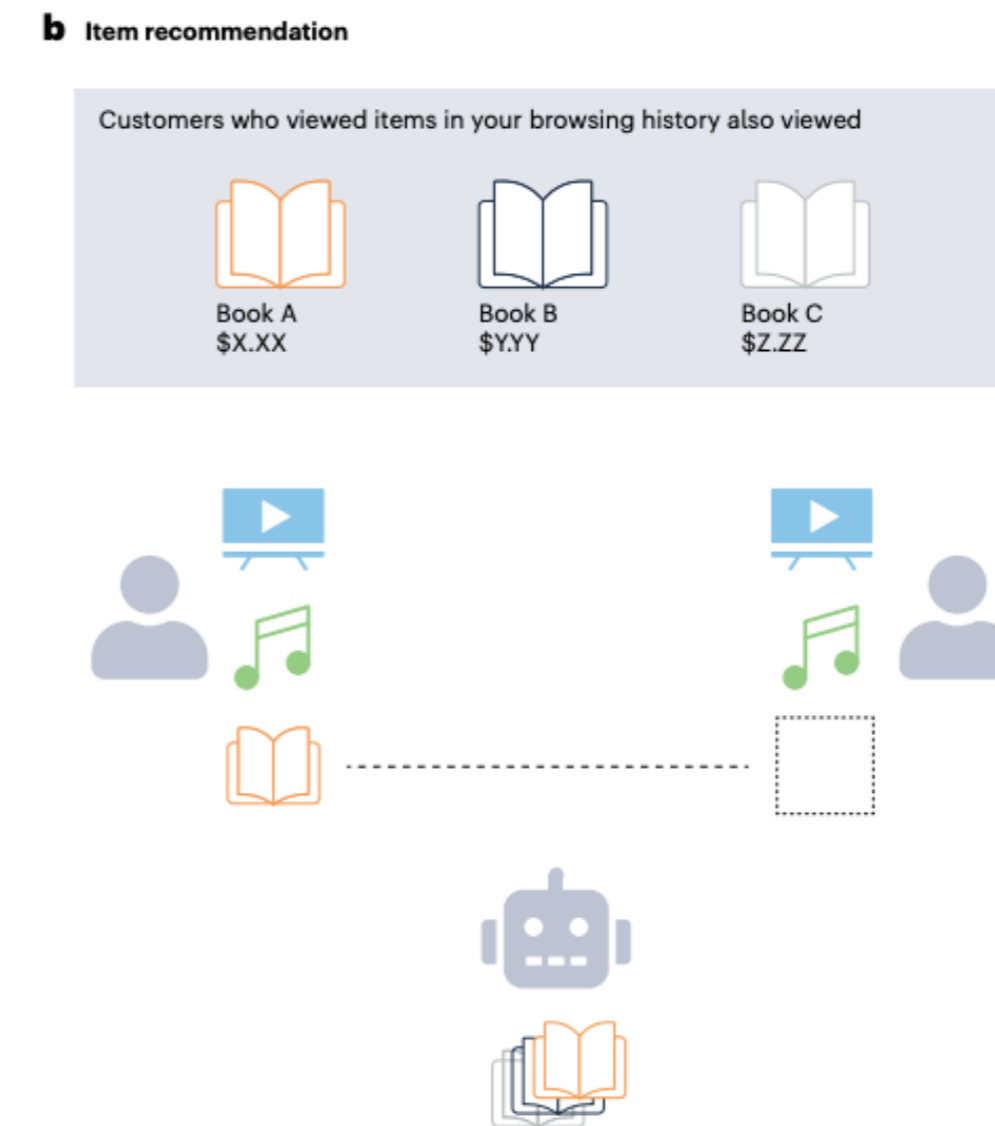 b Item recommendation
Customers who viewed items in your browsing history also viewed
Book A
$X.XX
Book B
$Y.YY
Book C
$Z.ZZ